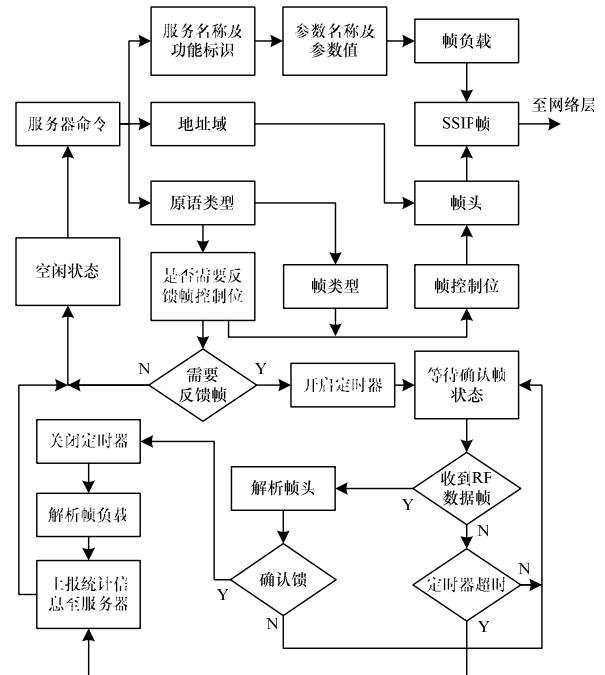 服务名称及
功能标识
参数名称及
参数值
帧负载
至网络层
服务器命令
地址域
SSIP帧
原语类型
帧头
空闲状态
是否需要反
馈帧控制位
帧类型
帧控制位
N
需要
反馈帧
Y
开启定时器
等待确认帧
状态
关闭定时器
解析帧头
收到RF
数据帧
Y
N
解析帧负载
上报统计信
息至服务器
确认馈
Y
N
定时器超时
N
Y